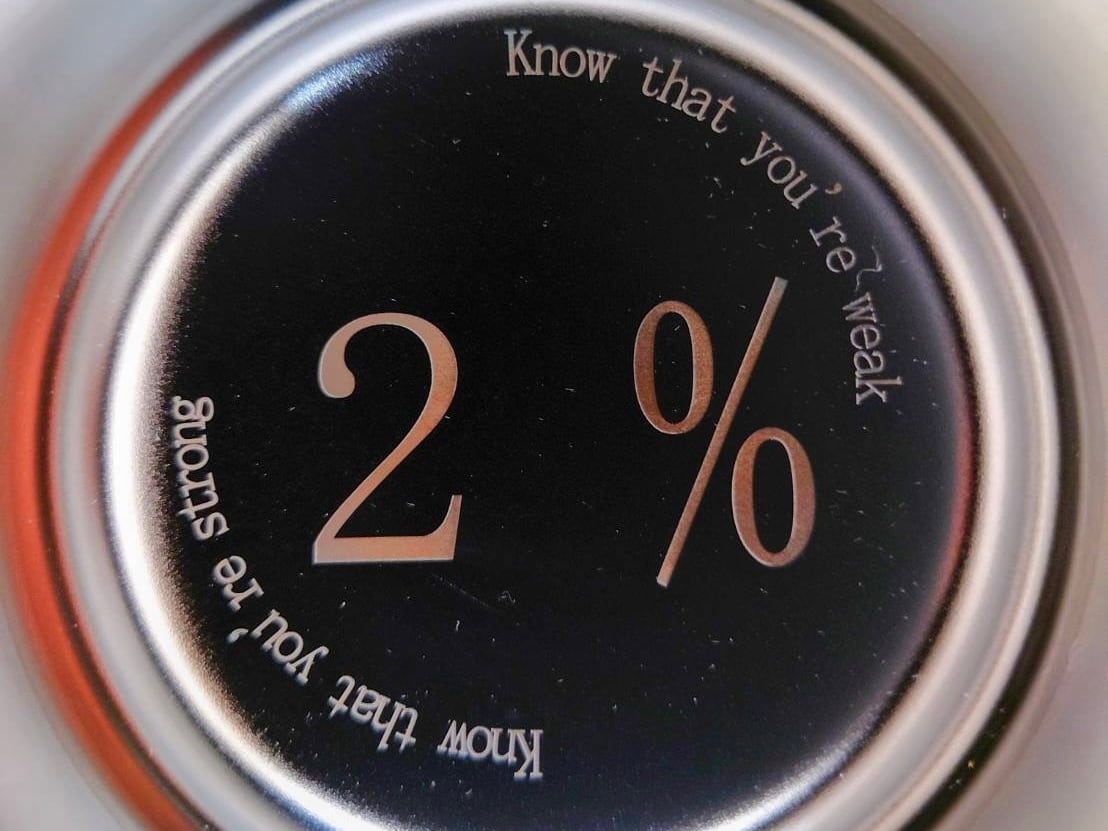 Know that you're weak
2 %
Know that you're strong